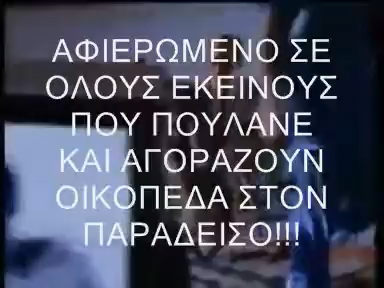 ΑΦΙΕΡΩΜΕΝΟ ΣΕ
ΟΛΟΥΣ ΕΚΕΙΝΟΥΣ
ΠΟΥ ΠΟΥΛΑΝΕ
ΚΑΙ ΑΓΟΡΑΖΟΥΝ
ΟΙΚΟΠΕΔΑ ΣΤΟΝ
ΠΑΡΑΔΕΙΣΟ!!!